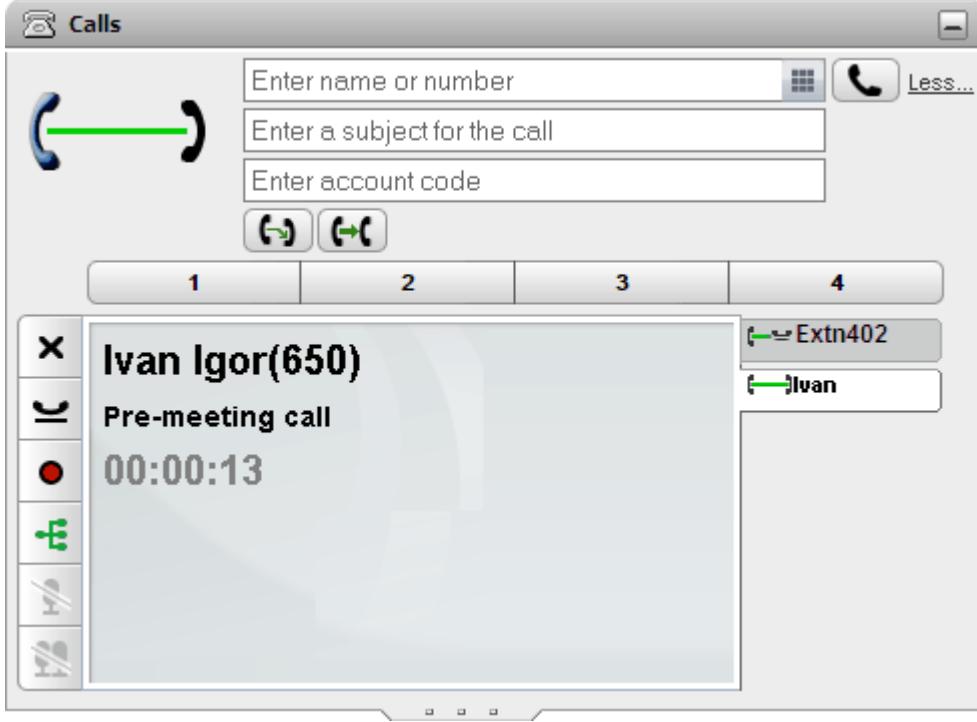 Calls
Enter name or number
Less...
Enter a subject for the call
Enter account code
1 2 3 4
Ivan Igor(650)
Pre-meeting call
00:00:13
Extn402
Ivan